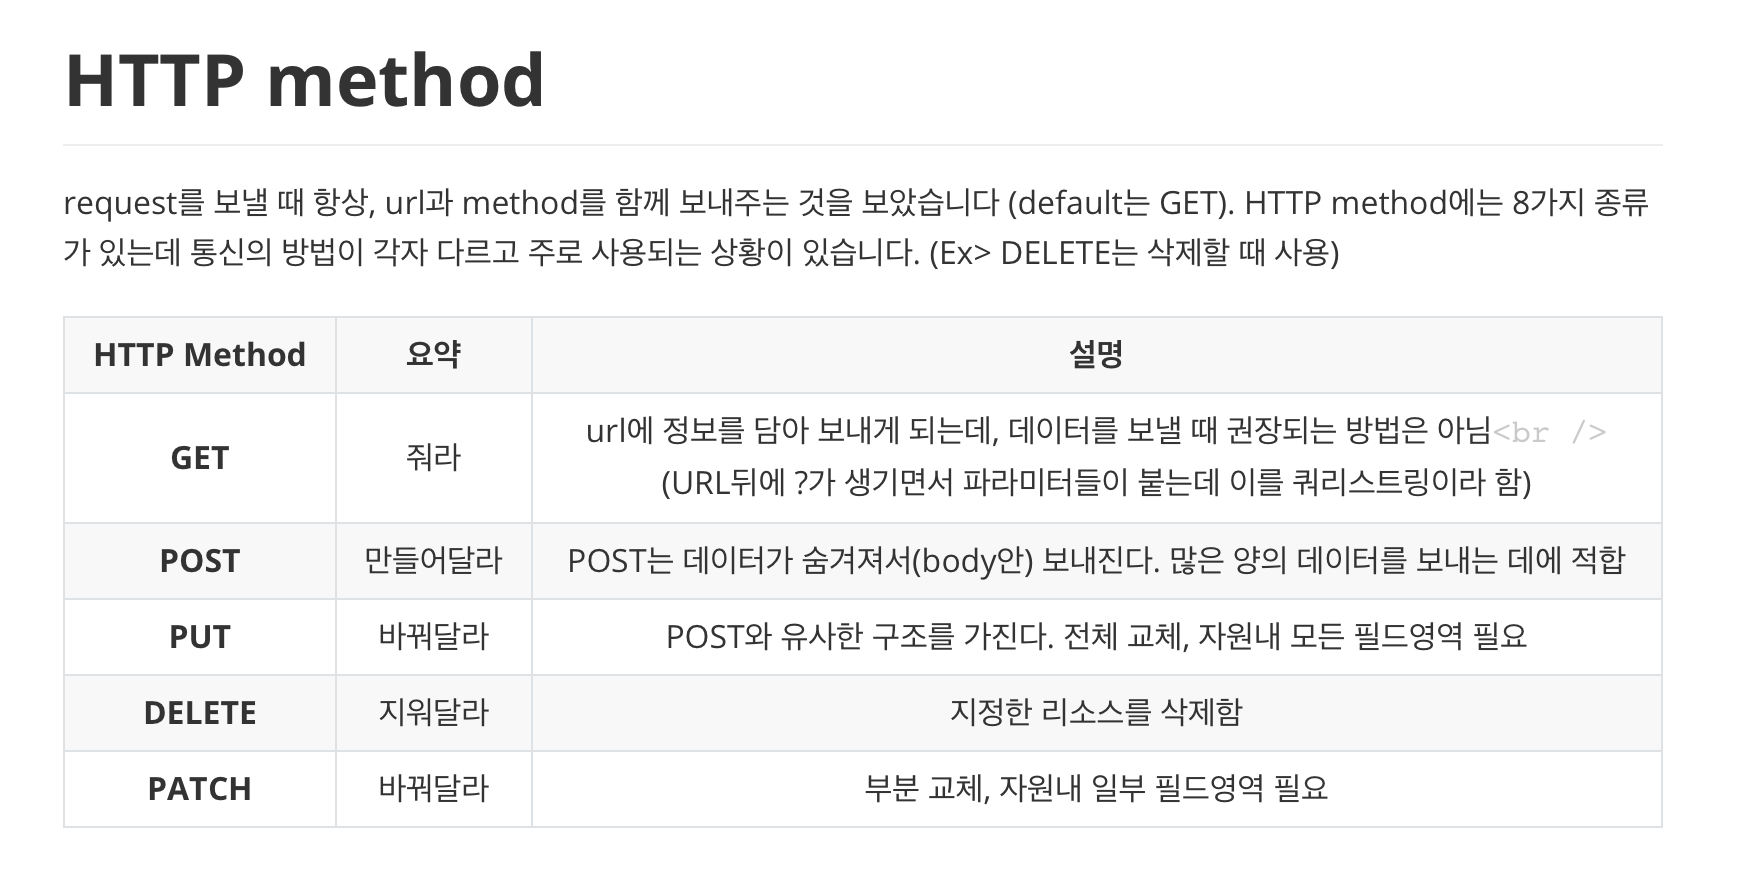 HTTP method
request를 보낼 때 항상, url과 method를 함께 보내주는 것을 보았습니다 (default는 GET). HTTP method에는 8가지 종류
가 있는데 통신의 방법이 각자 다르고 주로 사용되는 상황이 있습니다. (Ex> DELETE는 삭제할 때 사용)
HTTP Method 요약 설명
GET 줘라 url에 정보를 담아 보내게 되는데, 데이터를 보낼 때 권장되는 방법은 아님<br />
(URL뒤에 ?가 생기면서 파라미터들이 붙는데 이를 쿼리스트링이라 함)
POST 만들어달라 POST는 데이터가 숨겨져서(body안) 보내진다. 많은 양의 데이터를 보내는 데에 적합
PUT 바꿔달라 POST와 유사한 구조를 가진다. 전체 교체, 자원내 모든 필드영역 필요
DELETE 지워달라 지정한 리소스를 삭제함
PATCH 바꿔달라 부분 교체, 자원내 일부 필드영역 필요